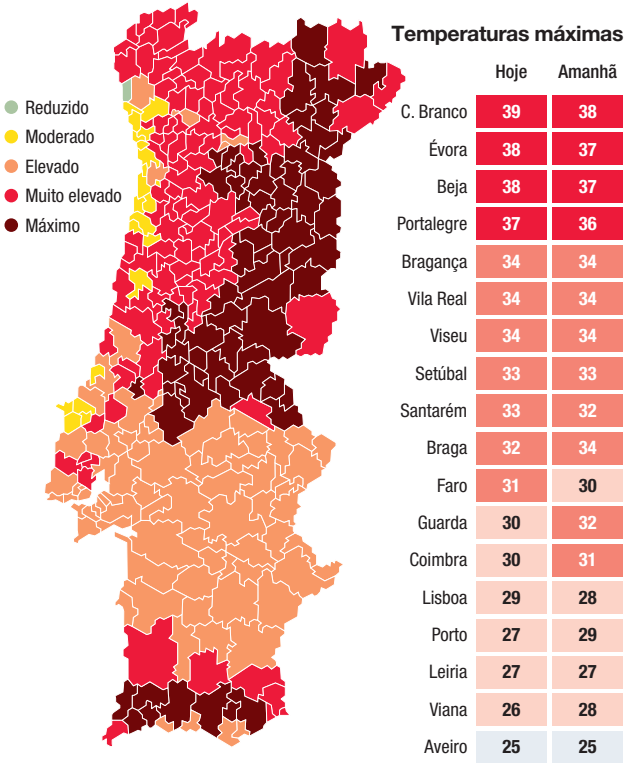 Temperaturas máximas
Hoje Amanhã
Reduzido
Moderado
Elevado
Muito elevado
Máximo
C. Branco 39 38
Évora 38 37
Beja 38 37
Portalegre 37 36
Bragança 34 34
Vila Real 34 34
Viseu 34 34
Setúbal 33 33
Santarém 33 32
Braga 32 34
Faro 31 30
Guarda 30 32
Coimbra 30 31
Lisboa 29 28
Porto 27 29
Leiria 27 27
Viana 26 28
Aveiro 25 25